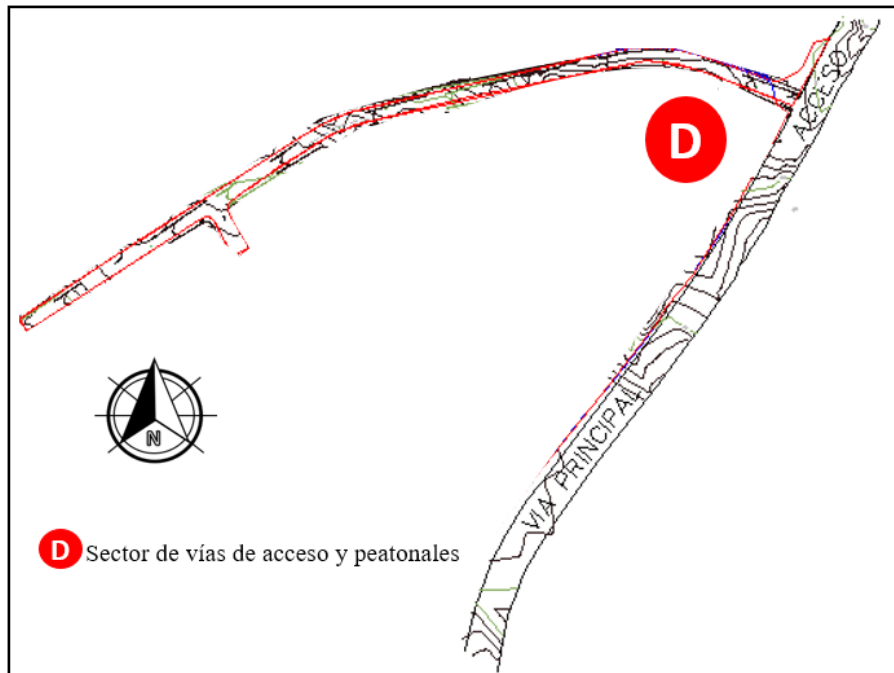 ACCESO
D
VIA PRINCIPAL
N
D Sector de vías de acceso y peatonales